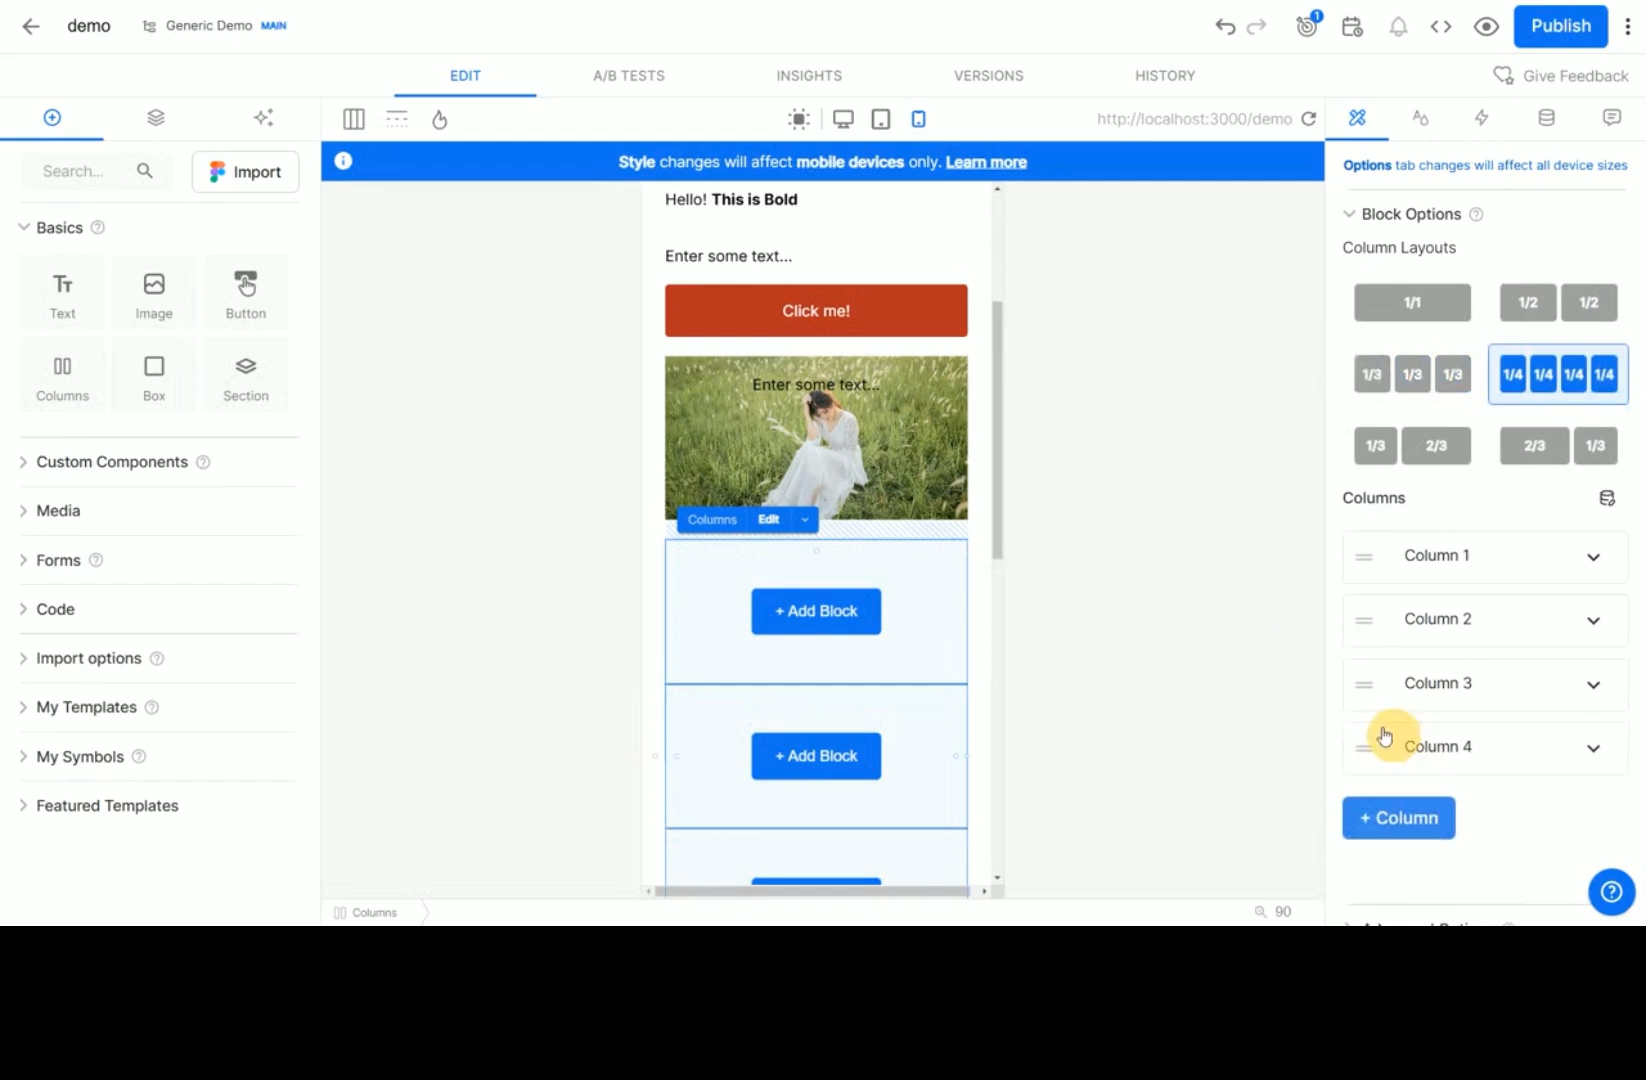 demo
Generic Demo MAIN
1
Publish
EDIT
A/B TESTS
INSIGHTS
VERSIONS
HISTORY
Give Feedback
http://localhost:3000/demo
Search...
Import
Style changes will affect mobile devices only. Learn more
Options tab changes will affect all device sizes
Basics
Text
Image
Button
Columns
Box
Section
Custom Components
Media
Forms
Code
Import options
My Templates
My Symbols
Featured Templates
Hello! This is Bold
Enter some text...
Click me!
Enter some text...
Columns Edit
+ Add Block
+ Add Block
Columns
90
Block Options
Column Layouts
1/1
1/2 1/2
1/3 1/3 1/3
1/4 1/4 1/4 1/4
1/3 2/3
2/3 1/3
Columns
Column 1
Column 2
Column 3
Column 4
+ Column